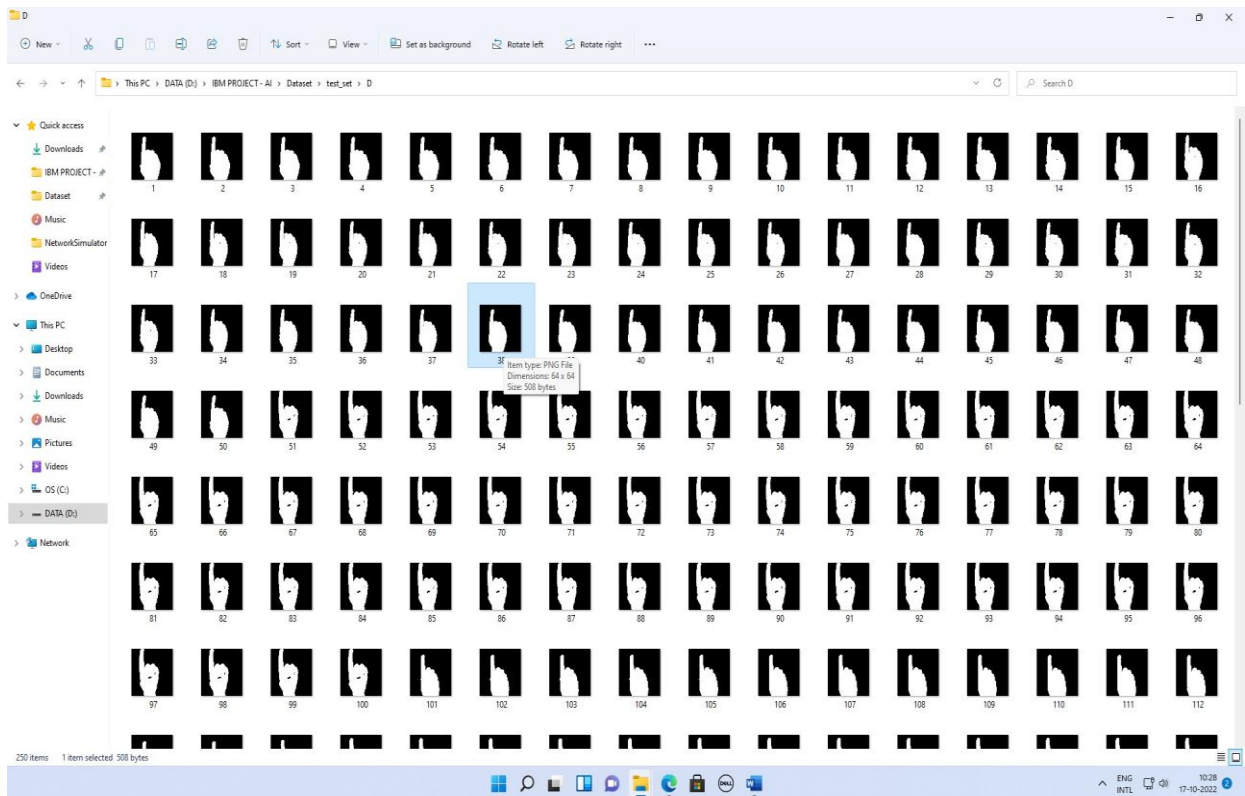 D
New Sort View Set as background Rotate left Rotate right ...
This PC > DATA (D:) > IBM PROJECT - AI > Dataset > test_set > D
Search D
Quick access
Downloads
IBM PROJECT -
Dataset
Music
NetworkSimulator
Videos
OneDrive
This PC
Desktop
Documents
Downloads
Music
Pictures
Videos
OS (C:)
DATA (D:)
Network
1 2 3 4 5 6 7 8 9 10 11 12 13 14 15 16
17 18 19 20 21 22 23 24 25 26 27 28 29 30 31 32
33 34 35 36 37 38 40 41 42 43 44 45 46 47 48
Item type: PNG File
Dimensions: 64 x 64
Size: 508 bytes
49 50 51 52 53 54 55 56 57 58 59 60 61 62 63 64
65 66 67 68 69 70 71 72 73 74 75 76 77 78 79 80
81 82 83 84 85 86 87 88 89 90 91 92 93 94 95 96
97 98 99 100 101 102 103 104 105 106 107 108 109 110 111 112
250 items 1 item selected 508 bytes
DELL
W
ENG
INTL
10:28
17-10-2022
2